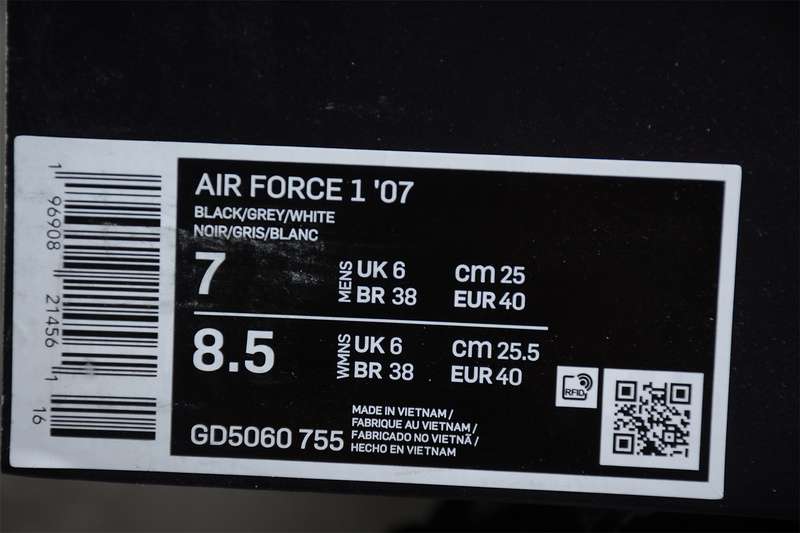 1 96908 21456 1 16
AIR FORCE 1 '07
BLACK/GREY/WHITE
NOIR/GRIS/BLANC
7 MENS UK 6 cm 25
BR 38 EUR 40
8.5 WMNS UK 6 cm 25.5
BR 38 EUR 40
RFID
GD5060 755
MADE IN VIETNAM /
FABRIQUE AU VIETNAM /
FABRICADO NO VIETNÃ /
HECHO EN VIETNAM